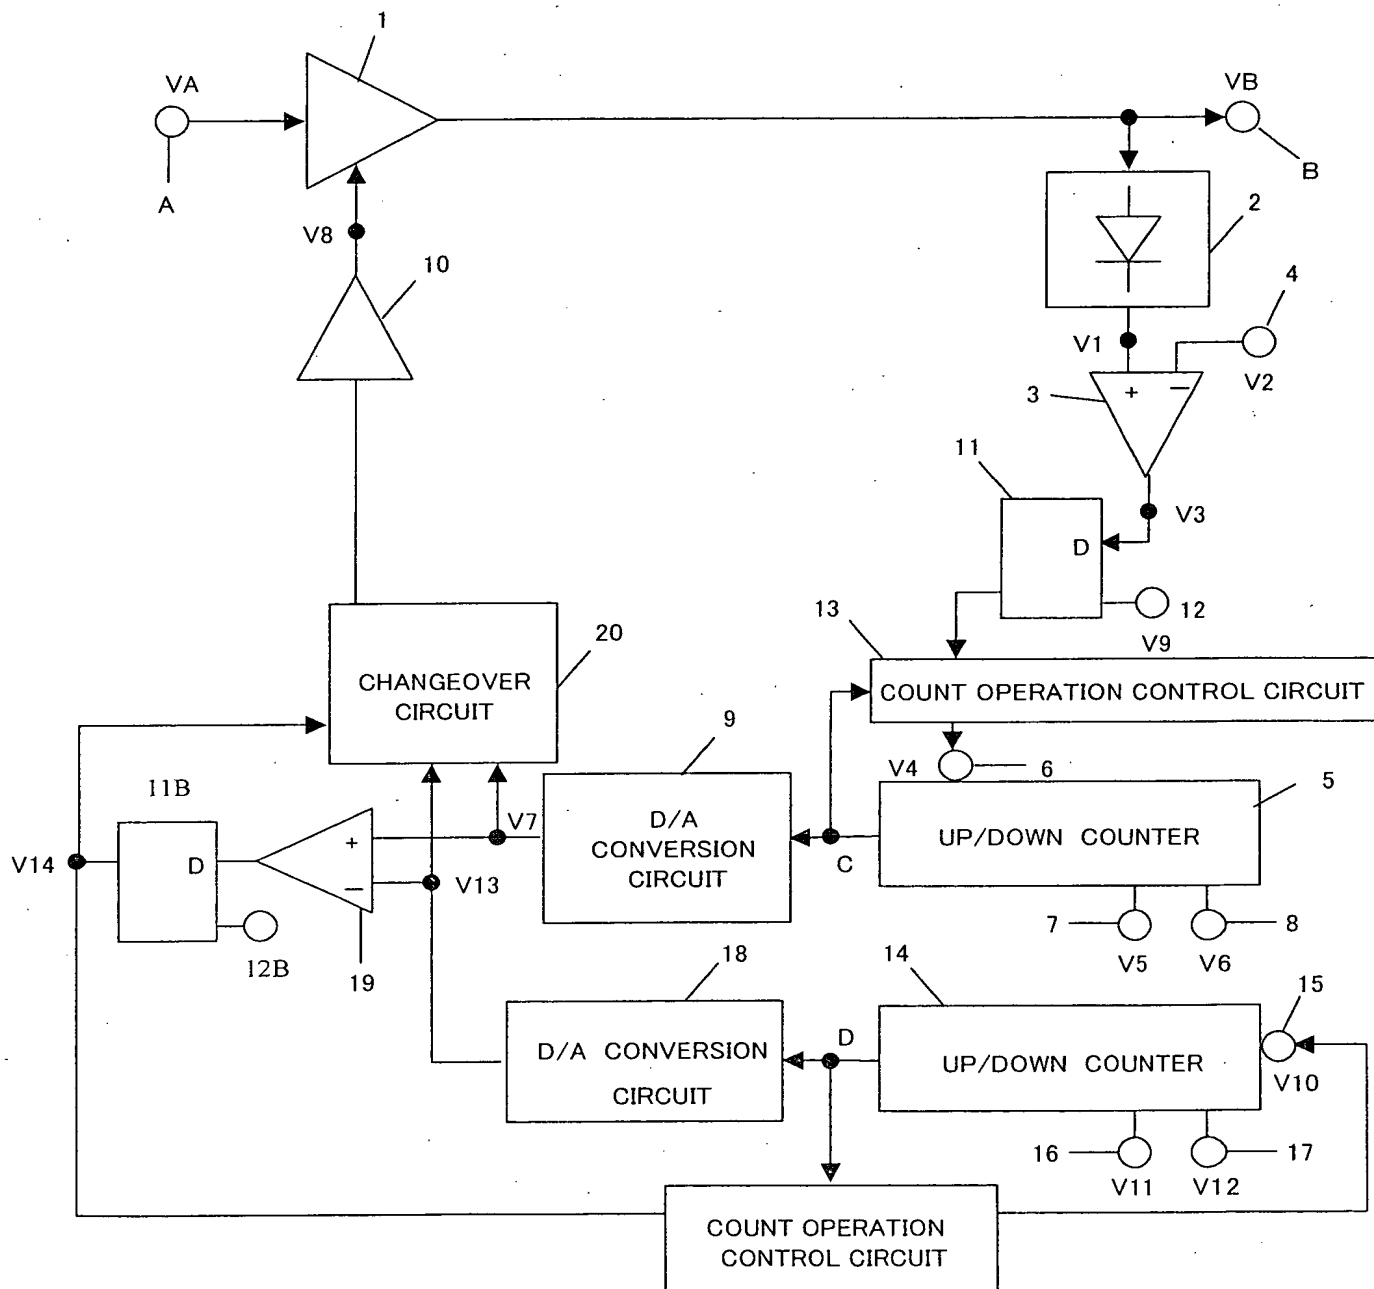 1
VA
VB
A
B
2
V8
10
4
V1
V2
+ −
3
11
V3
D
12
V9
13
20
CHANGEOVER
CIRCUIT
COUNT OPERATION CONTROL CIRCUIT
9
V4
6
5
11B
D/A
CONVERSION
CIRCUIT
UP/DOWN COUNTER
V7
C
+
−
V14
D
V13
12B
19
7
8
V5
V6
18
14
15
D/A CONVERSION
CIRCUIT
D
UP/DOWN COUNTER
V10
16
17
V11
V12
COUNT OPERATION
CONTROL CIRCUIT